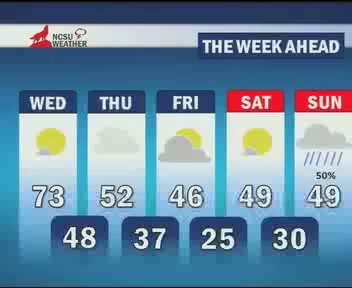 NCSU
WEATHER
THE WEEK AHEAD
WED THU FRI SAT SUN
50%
73 52 46 49 49
48 37 25 30